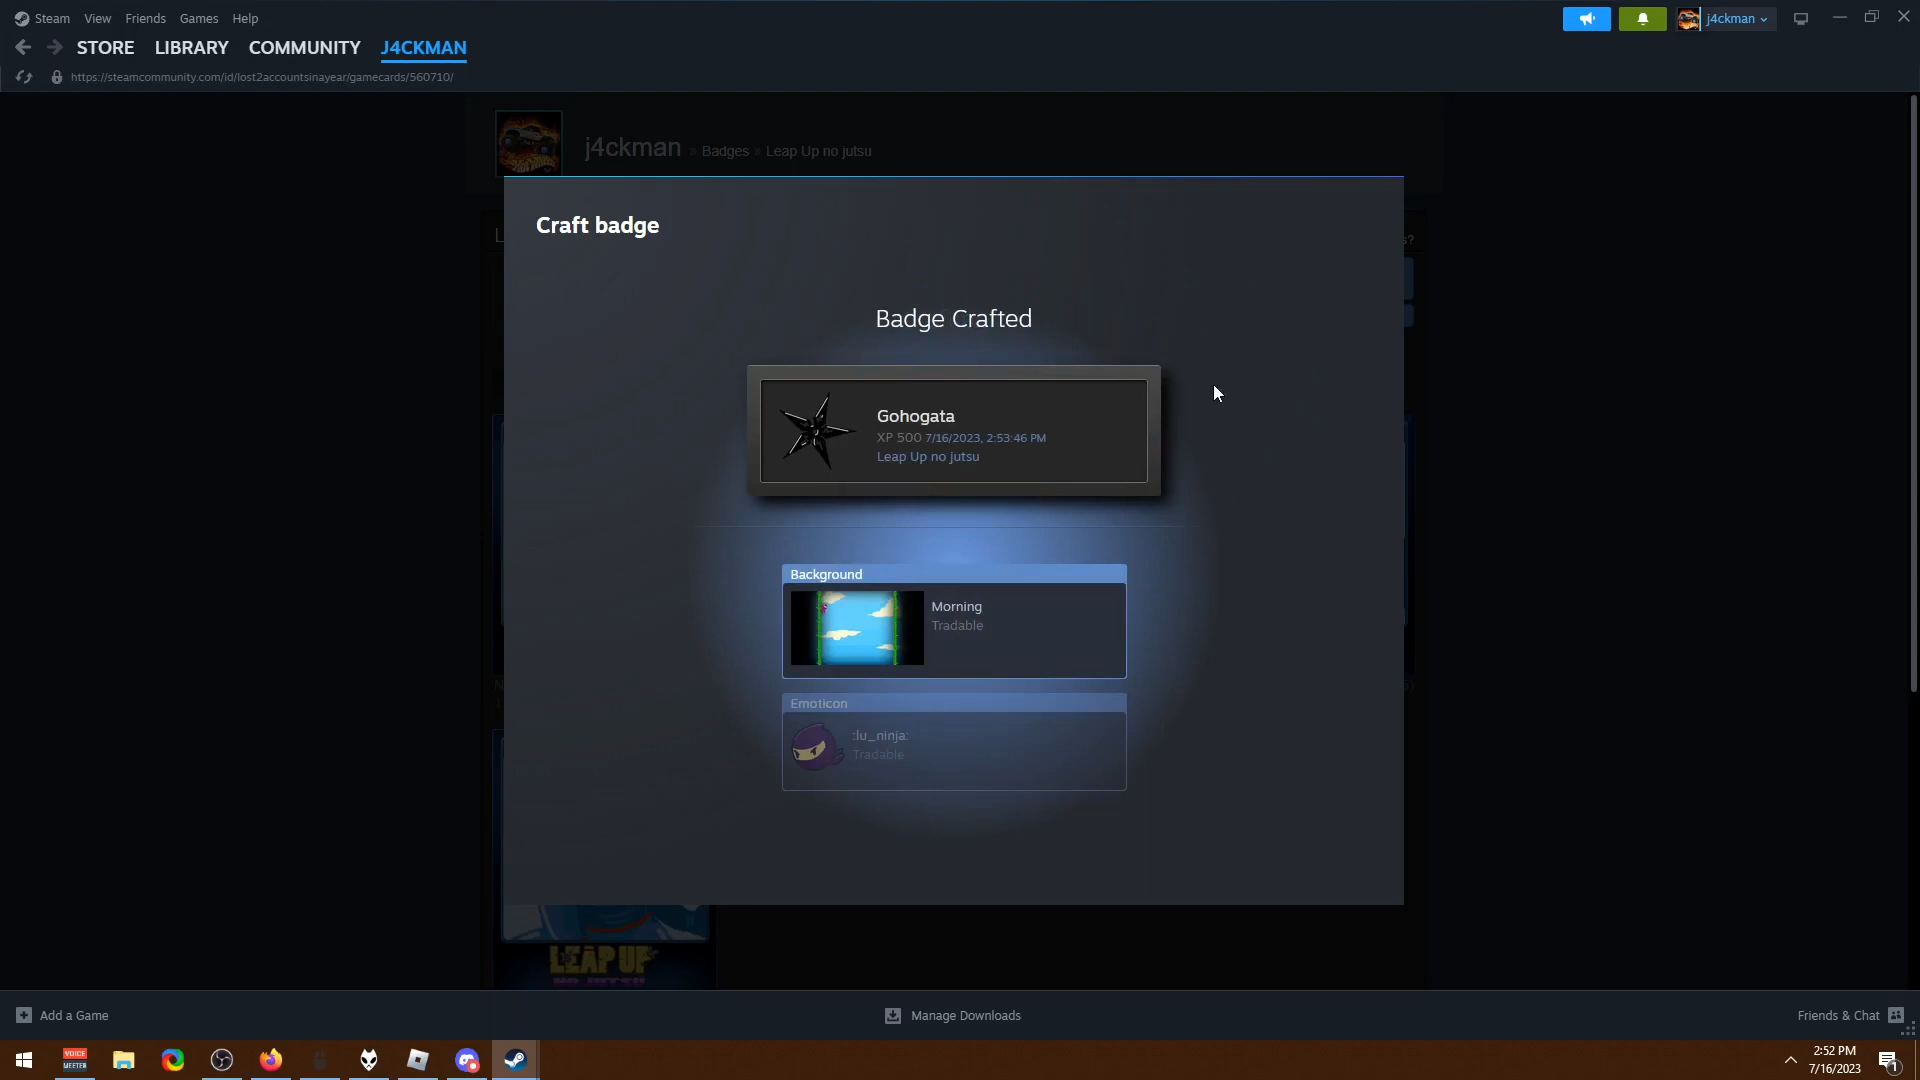 Steam View Friends Games Help
j4ckman
STORE LIBRARY COMMUNITY J4CKMAN
https://steamcommunity.com/id/lost2accountsinayear/gamecards/560710/
j4ckman » Badges » Leap Up no jutsu
Craft badge
Badge Crafted
Gohogata
XP 500 7/16/2023, 2:53:46 PM
Leap Up no jutsu
Background
Morning
Tradable
Emoticon
:lu_ninja:
Tradable
LEAP UP
NO JUTSU
Add a Game
Manage Downloads
Friends & Chat
VOICE
MEETER
2:52 PM
7/16/2023
1